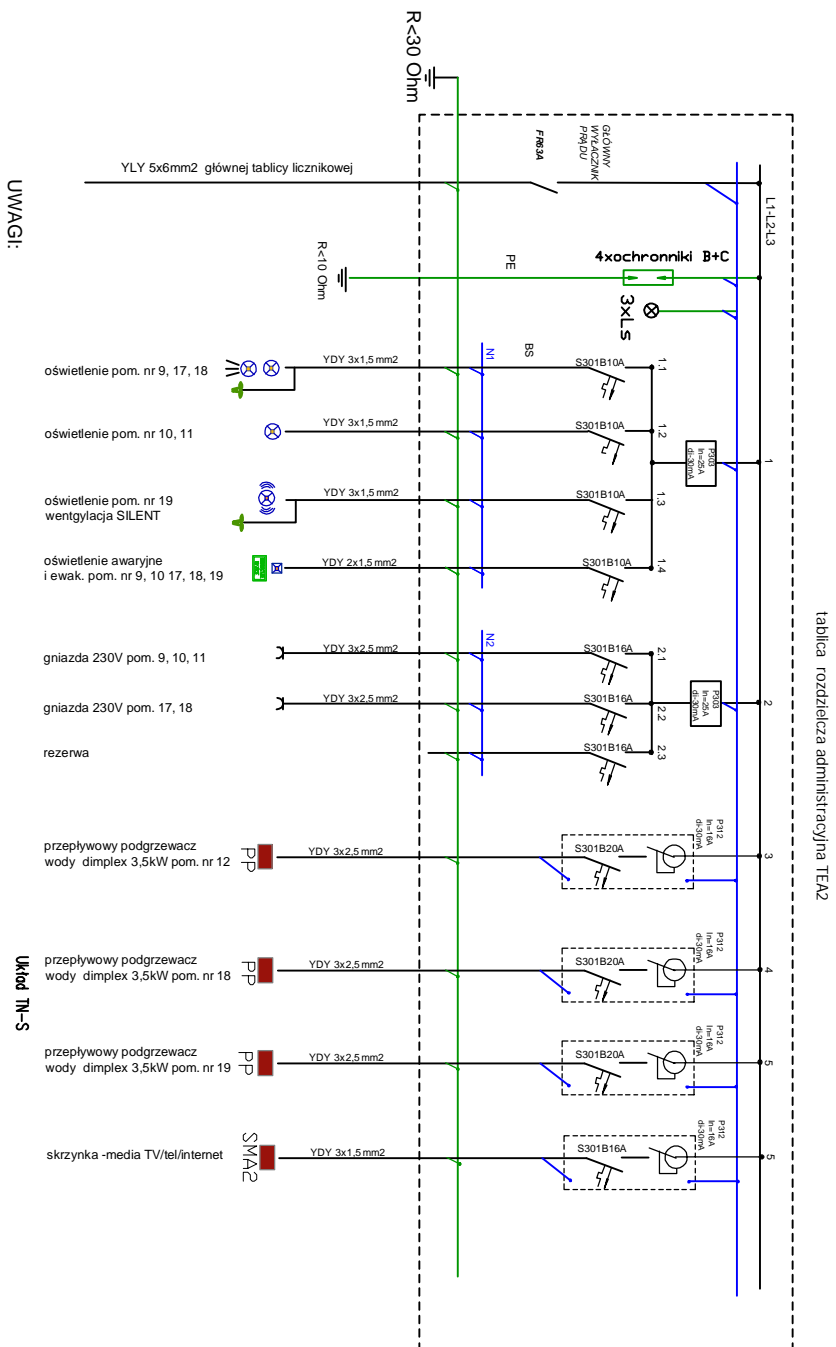 R<30 Ohm
GŁÓWNY
WYŁĄCZNIK
PRĄDU
FR63A
YLY 5x6mm2 głównej tablicy licznikowej
L1-L2-L3
UWAGI:
4xochronniki B+C
PE
R<10 Ohm
3xLs
tablica rozdzielcza administracyjna TEA2
BS
N1
oświetlenie pom. nr 9, 17, 18
YDY 3x1,5 mm2
S301B10A
1.1
oświetlenie pom. nr 10, 11
YDY 3x1,5 mm2
S301B10A
1.2
P303
In=25A
di-30mA
1
oświetlenie pom. nr 19
wentgylacja SILENT
YDY 3x1,5 mm2
S301B10A
1.3
oświetlenie awaryjne
i ewak. pom. nr 9, 10 17, 18, 19
YDY 2x1,5 mm2
S301B10A
1.4
N2
gniazda 230V pom. 9, 10, 11
YDY 3x2,5 mm2
S301B16A
2.1
gniazda 230V pom. 17, 18
YDY 3x2,5 mm2
S301B16A
2.2
P303
In=25A
di-30mA
2
rezerwa
S301B16A
2.3
przepływowy podgrzewacz
wody dimplex 3,5kW pom. nr 12
PP
YDY 3x2,5 mm2
S301B20A
P312
In=16A
di-30mA
3
przepływowy podgrzewacz
wody dimplex 3,5kW pom. nr 18
PP
YDY 3x2,5 mm2
S301B20A
P312
In=16A
di-30mA
4
Układ TN-S
przepływowy podgrzewacz
wody dimplex 3,5kW pom. nr 19
PP
YDY 3x2,5 mm2
S301B20A
P312
In=16A
di-30mA
5
skrzynka -media TV/tel/internet
SMA2
YDY 3x1,5 mm2
S301B16A
P312
In=16A
di-30mA
5